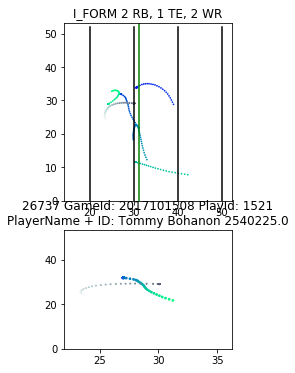 I_FORM 2 RB, 1 TE, 2 WR
50
40
30
20
10
0
20 30 40 50
26737 GameId: 2017101508 PlayId: 1521
PlayerName + ID: Tommy Bohanon 2540225.0
40
20
0
25 30 35